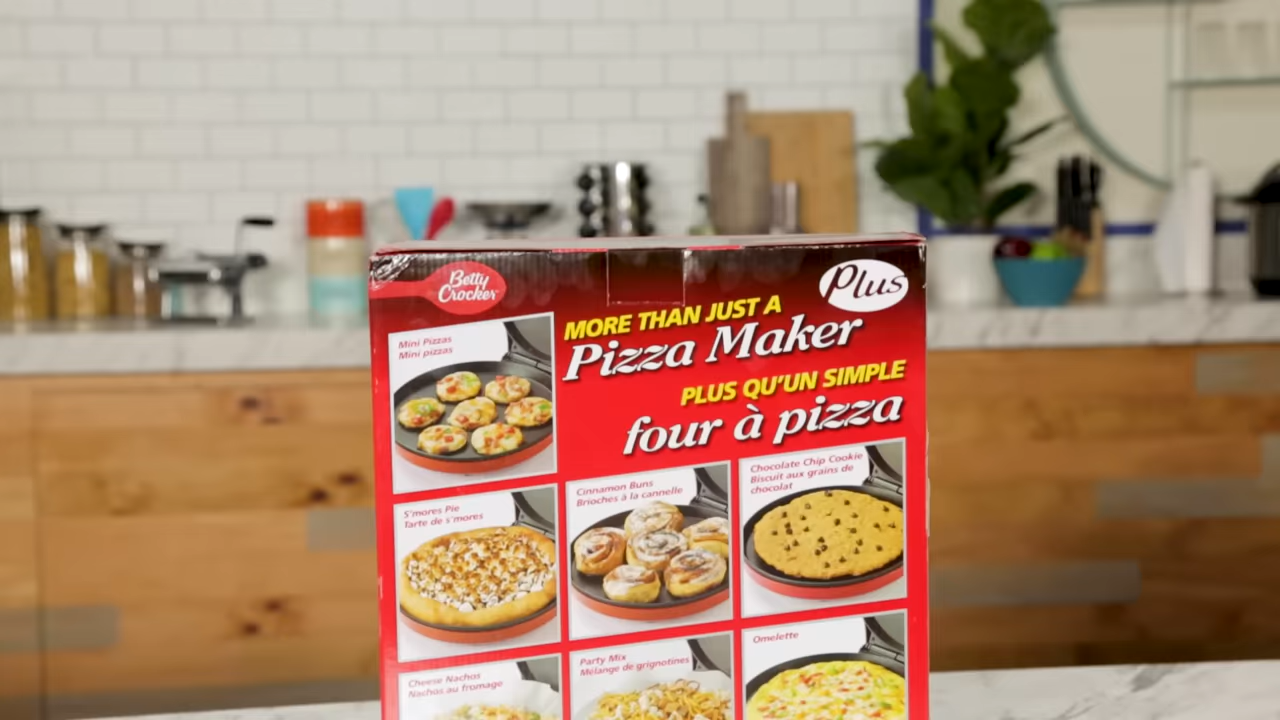 Betty
Crocker
Plus
MORE THAN JUST A
Pizza Maker
PLUS QU'UN SIMPLE
four à pizza
Mini Pizzas
Mini pizzas
S'mores Pie
Tarte de s'mores
Cinnamon Buns
Brioches à la cannelle
Chocolate Chip Cookie
Biscuit aux grains de
chocolat
Cheese Nachos
Nachos au fromage
Party Mix
Mélange de grignotines
Omelette